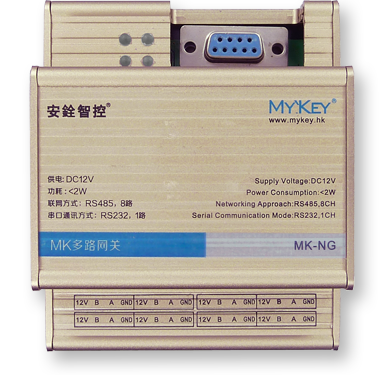 安銓智控®
MYKEY®
www.mykey.hk
供电:DC12V
功耗:<2W
联网方式:RS485,8路
串口通讯方式:RS232,1路
Supply Voltage:DC12V
Power Consumption:<2W
Networking Approach:RS485,8CH
Serial Communication Mode:RS232,1CH
MK多路网关
MK-NG
12V B A GND 12V B A GND 12V B A GND 12V B A GND
12V B A GND 12V B A GND 12V B A GND 12V B A GND